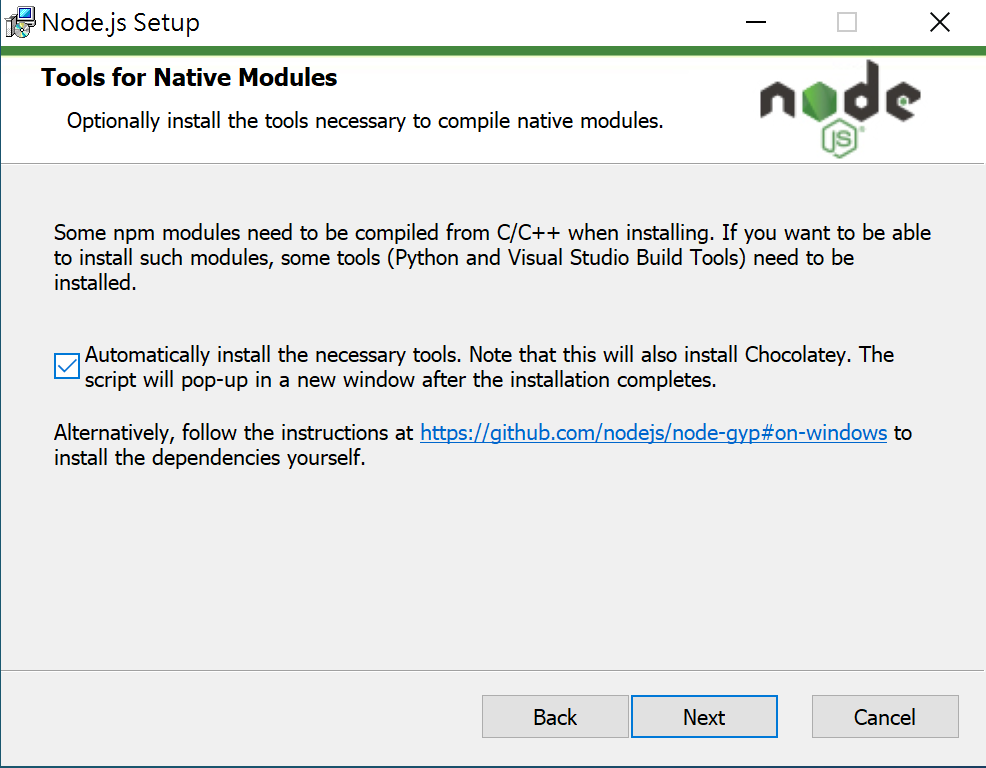 Node.js Setup
Tools for Native Modules
Optionally install the tools necessary to compile native modules.
node
JS
Some npm modules need to be compiled from C/C++ when installing. If you want to be able
to install such modules, some tools (Python and Visual Studio Build Tools) need to be
installed.
Automatically install the necessary tools. Note that this will also install Chocolatey. The
script will pop-up in a new window after the installation completes.
Alternatively, follow the instructions at https://github.com/nodejs/node-gyp#on-windows to
install the dependencies yourself.
Back Next Cancel